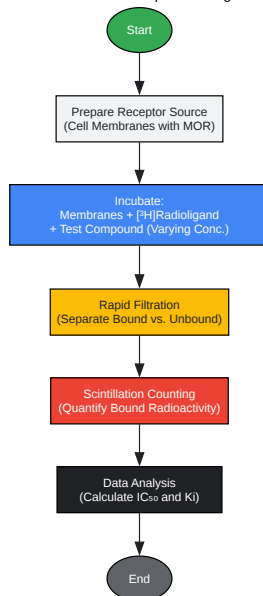 Start
Prepare Receptor Source
(Cell Membranes with MOR)
Incubate:
Membranes + [³H]Radioligand
+ Test Compound (Varying Conc.)
Rapid Filtration
(Separate Bound vs. Unbound)
Scintillation Counting
(Quantify Bound Radioactivity)
Data Analysis
(Calculate IC₅₀ and Ki)
End